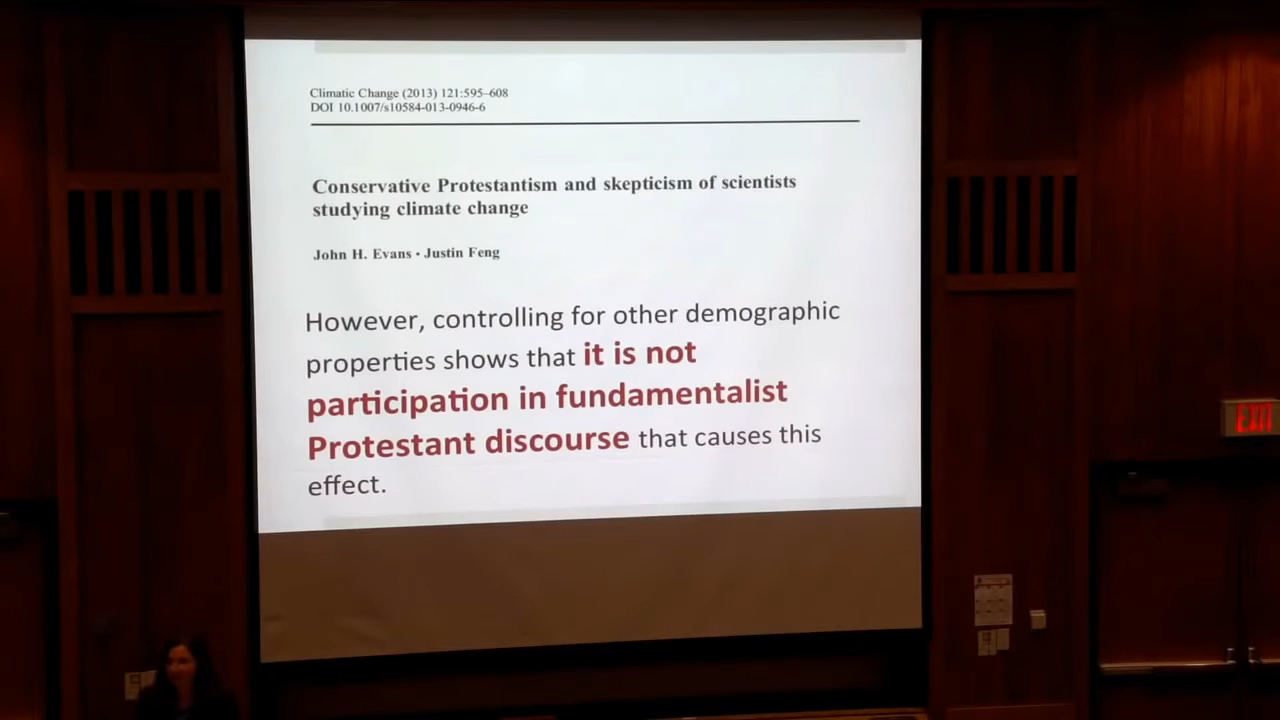 Climatic Change (2013) 121:595–608
DOI 10.1007/s10584-013-0946-6
Conservative Protestantism and skepticism of scientists
studying climate change
John H. Evans · Justin Feng
However, controlling for other demographic
properties shows that it is not
participation in fundamentalist
Protestant discourse that causes this
effect.
EXIT